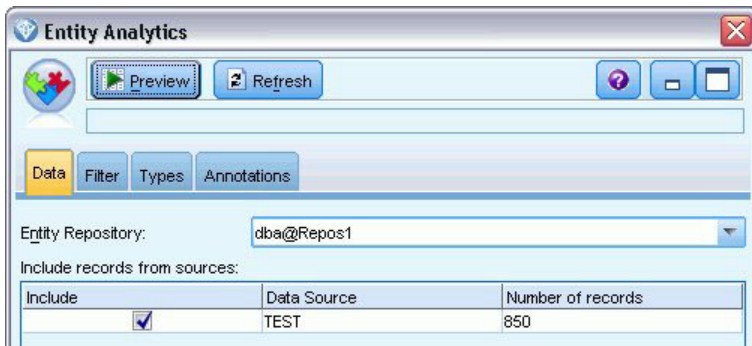 Entity Analytics
Preview Refresh
Data Filter Types Annotations
Entity Repository: dba@Repos1
Include records from sources:
Include Data Source Number of records
TEST 850